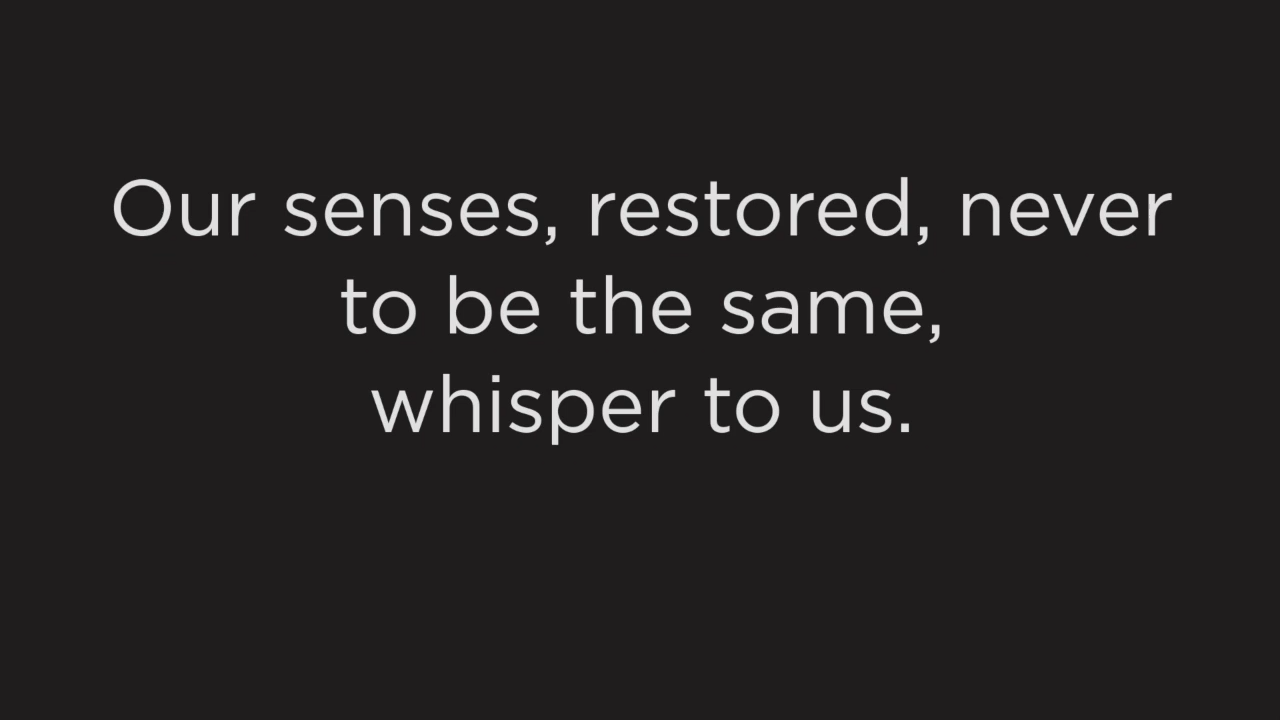 Our senses, restored, never
to be the same,
whisper to us.